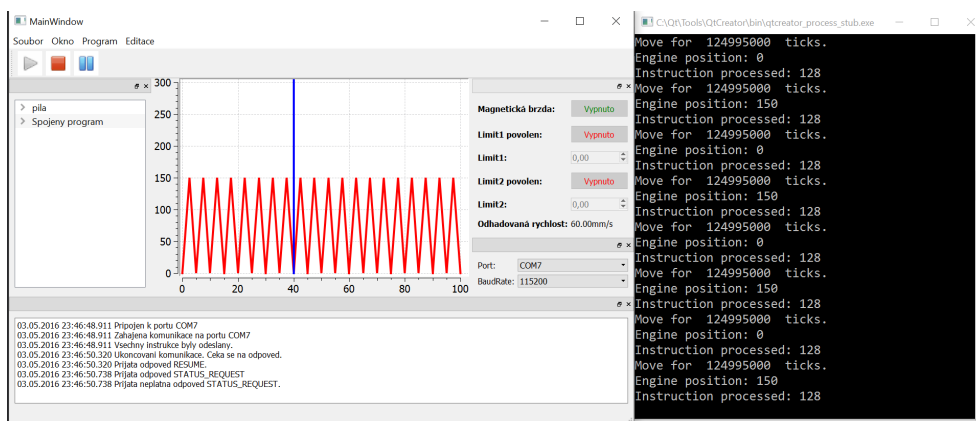 MainWindow
Soubor Okno Program Editace
pila
Spojeny program
300
250
200
150
100
50
0
0 20 40 60 80 100
Magnetická brzda: Vypnuto
Limit1 povolen: Vypnuto
Limit1: 0,00
Limit2 povolen: Vypnuto
Limit2: 0,00
Odhadovaná rychlost: 60.00mm/s
Port: COM7
BaudRate: 115200
03.05.2016 23:46:48.911 Pripojen k portu COM7
03.05.2016 23:46:48.911 Zahajena komunikace na portu COM7
03.05.2016 23:46:48.911 Vsechny instrukce byly odeslany.
03.05.2016 23:46:50.320 Ukoncovani komunikace. Ceka se na odpoved.
03.05.2016 23:46:50.320 Prijata odpoved RESUME.
03.05.2016 23:46:50.738 Prijata odpoved STATUS_REQUEST
03.05.2016 23:46:50.738 Prijata neplatna odpoved STATUS_REQUEST.
C:\Qt\Tools\QtCreator\bin\qtcreator_process_stub.exe
Move for 124995000 ticks.
Engine position: 0
Instruction processed: 128
Move for 124995000 ticks.
Engine position: 150
Instruction processed: 128
Move for 124995000 ticks.
Engine position: 0
Instruction processed: 128
Move for 124995000 ticks.
Engine position: 150
Instruction processed: 128
Move for 124995000 ticks.
Engine position: 0
Instruction processed: 128
Move for 124995000 ticks.
Engine position: 150
Instruction processed: 128
Move for 124995000 ticks.
Engine position: 0
Instruction processed: 128
Move for 124995000 ticks.
Engine position: 150
Instruction processed: 128